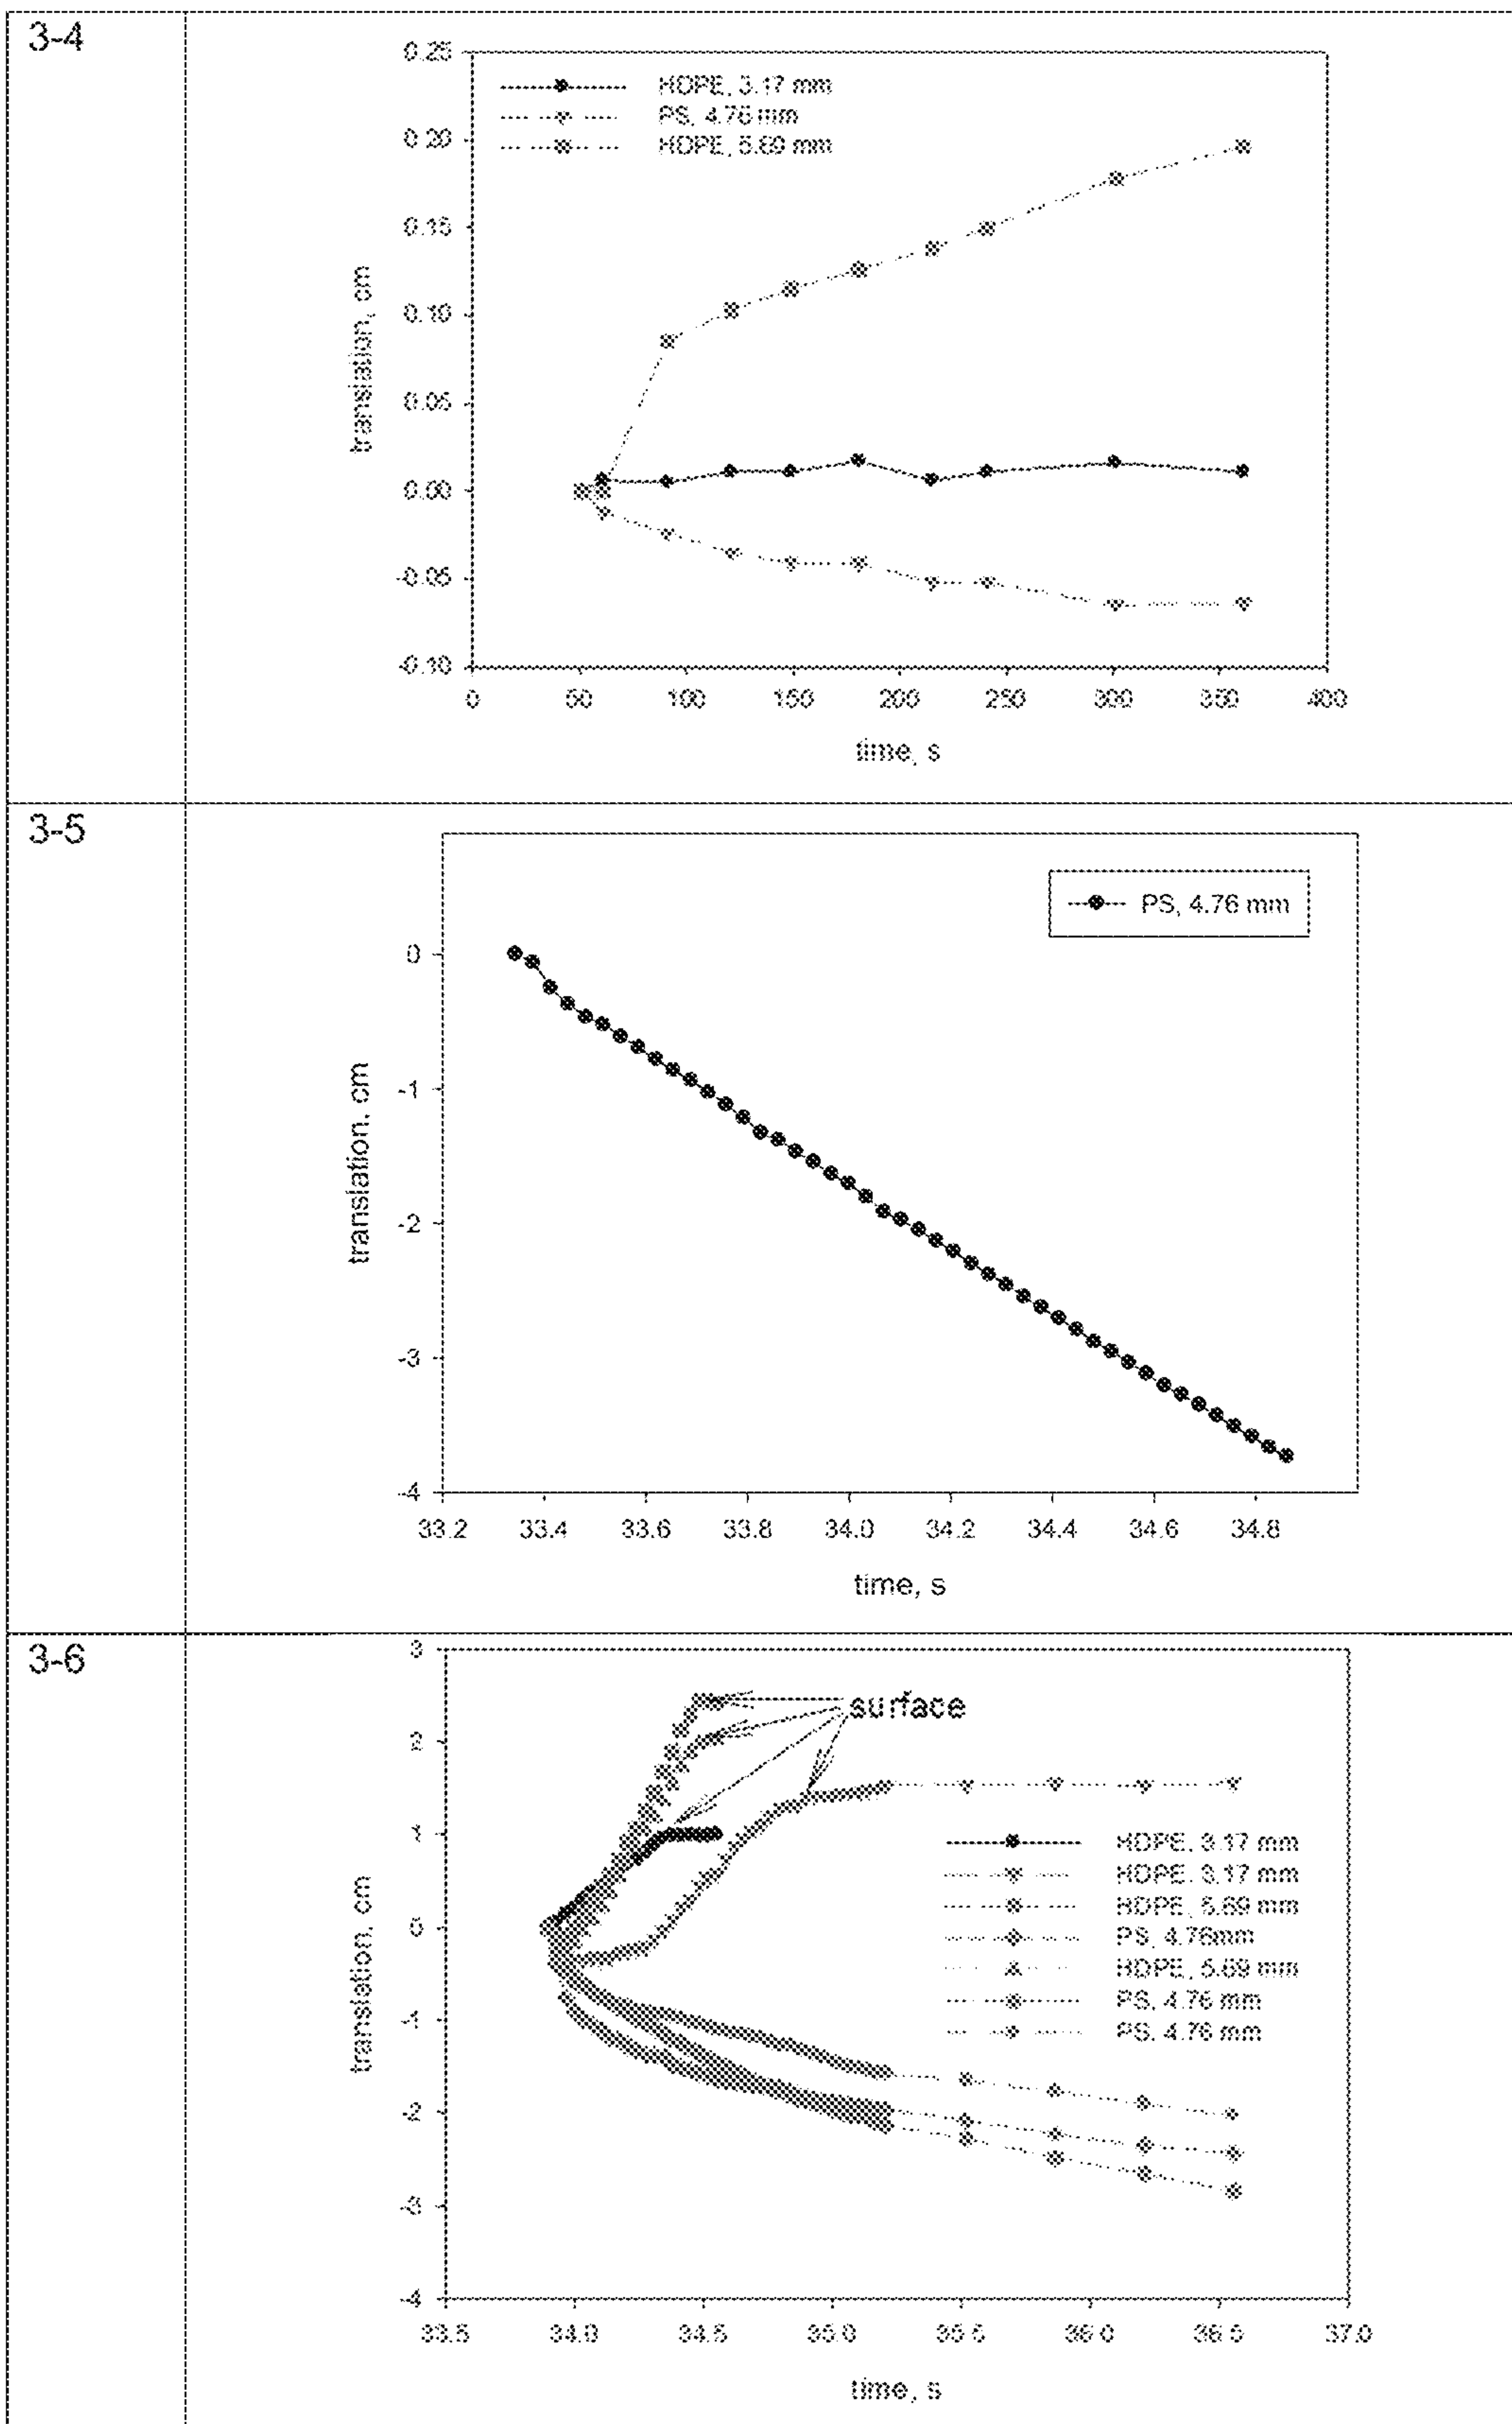 3-4
0.25
0.20
0.15
0.10
0.05
0.00
-0.05
-0.10
HDPE, 3.17 mm
PS, 4.76 mm
HDPE, 5.69 mm
translation, cm
0 50 100 150 200 250 300 350 400
time, s
3-5
PS, 4.76 mm
0
-1
-2
-3
-4
translation, cm
33.2 33.4 33.6 33.8 34.0 34.2 34.4 34.6 34.8
time, s
3-6
3
2
1
0
-1
-2
-3
-4
surface
translation, cm
HDPE, 3.17 mm
HDPE, 3.17 mm
HDPE, 5.69 mm
PS, 4.76mm
HDPE, 5.69 mm
PS, 4.76 mm
PS, 4.76 mm
33.5 34.0 34.5 35.0 35.5 36.0 36.5 37.0
time, s